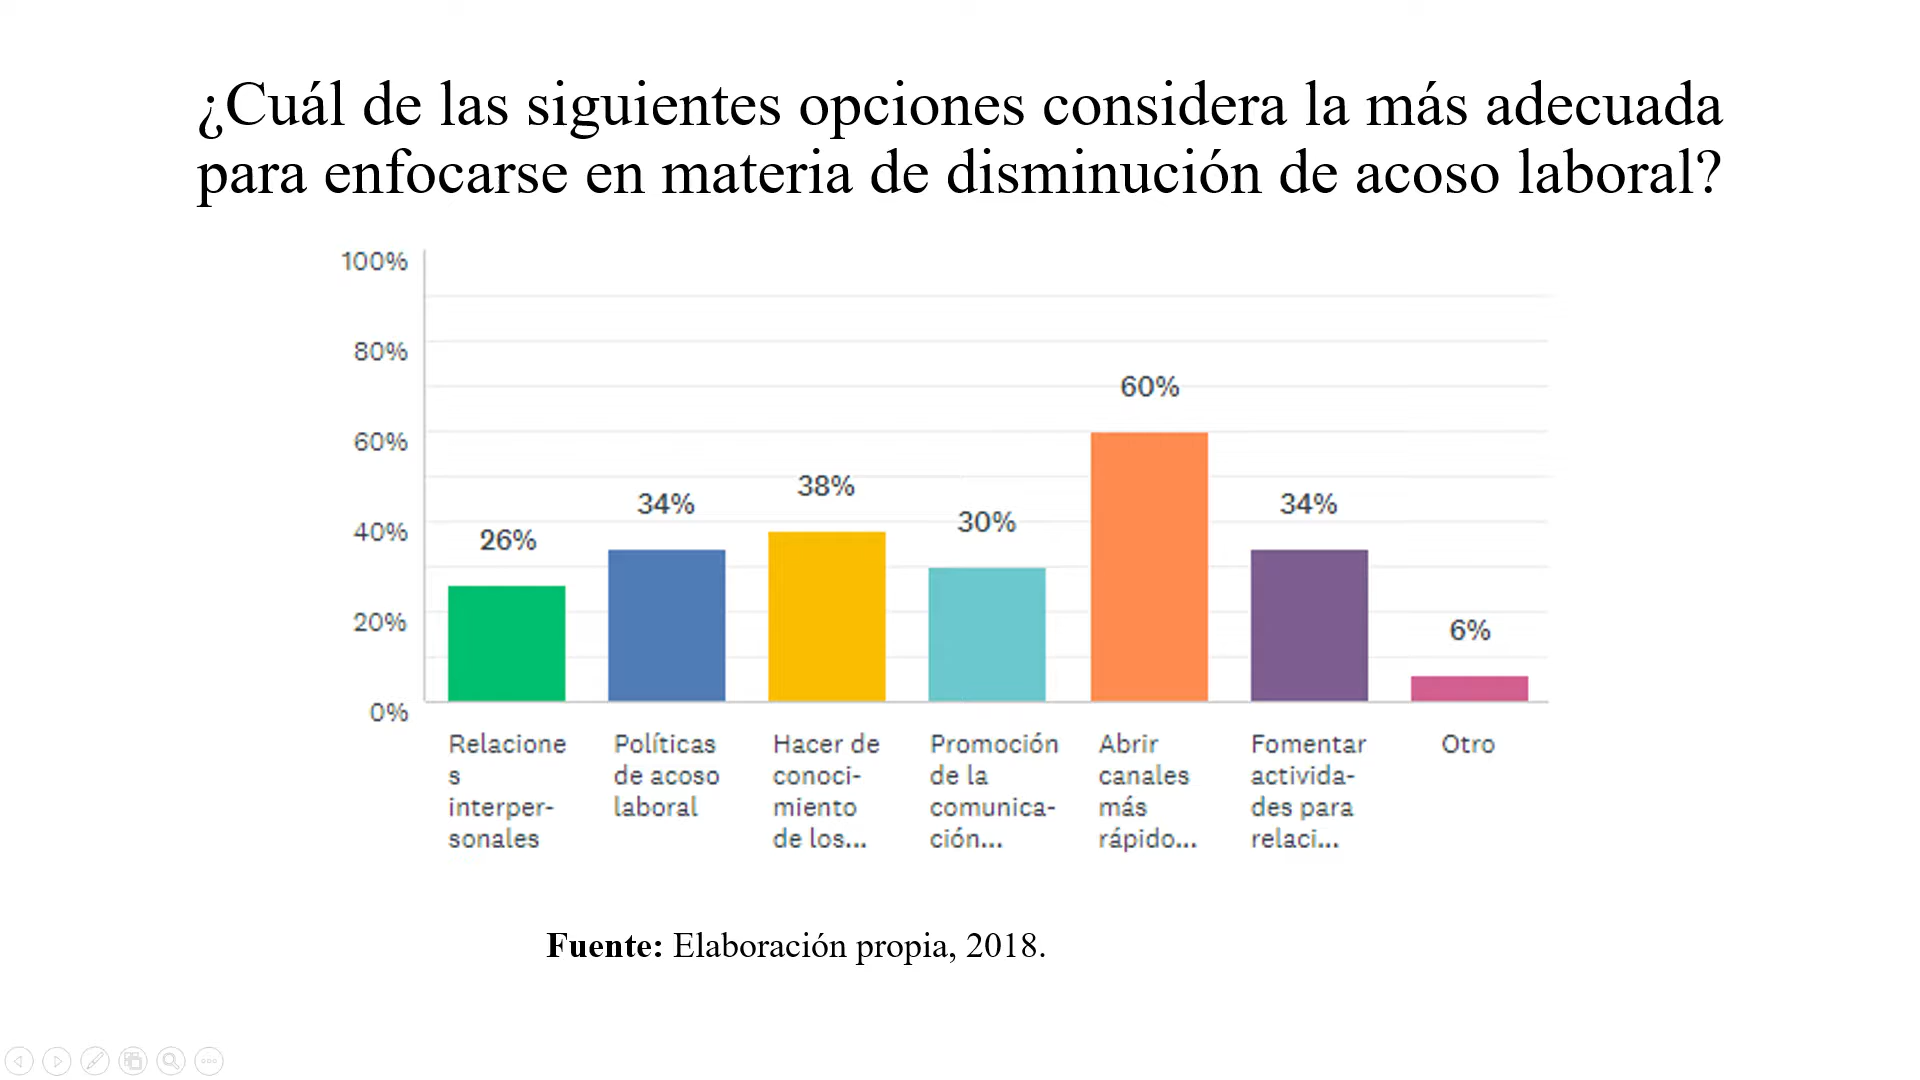 ¿Cuál de las siguientes opciones considera la más adecuada
para enfocarse en materia de disminución de acoso laboral?
100%
80%
60%
40%
20%
0%
26%
34%
38%
30%
60%
34%
6%
Relacione
s
interper-
sonales
Políticas
de acoso
laboral
Hacer de
conoci-
miento
de los...
Promoción
de la
comunica-
ción...
Abrir
canales
más
rápido...
Fomentar
activida-
des para
relaci...
Otro
Fuente: Elaboración propia, 2018.